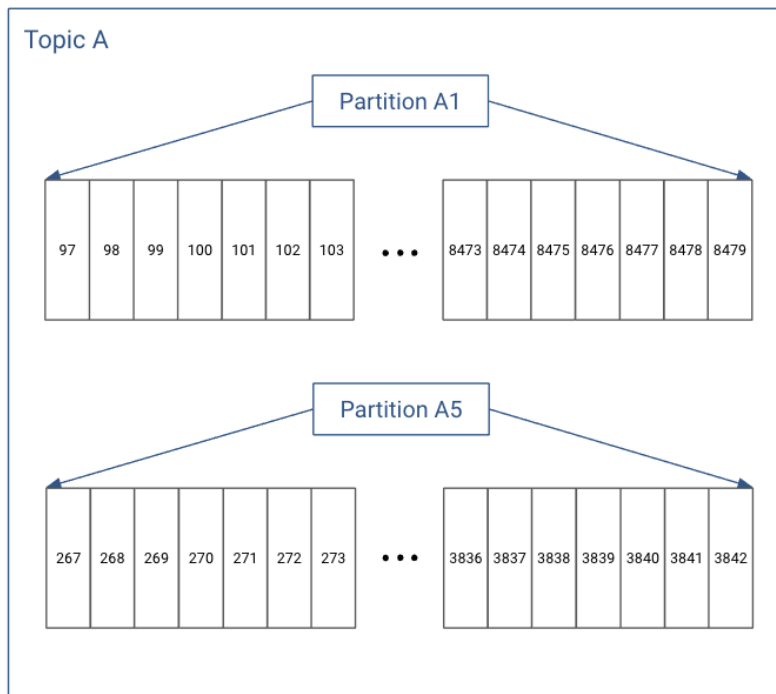 Topic A
Partition A1
97 98 99 100 101 102 103 ••• 8473 8474 8475 8476 8477 8478 8479
Partition A5
267 268 269 270 271 272 273 ••• 3836 3837 3838 3839 3840 3841 3842